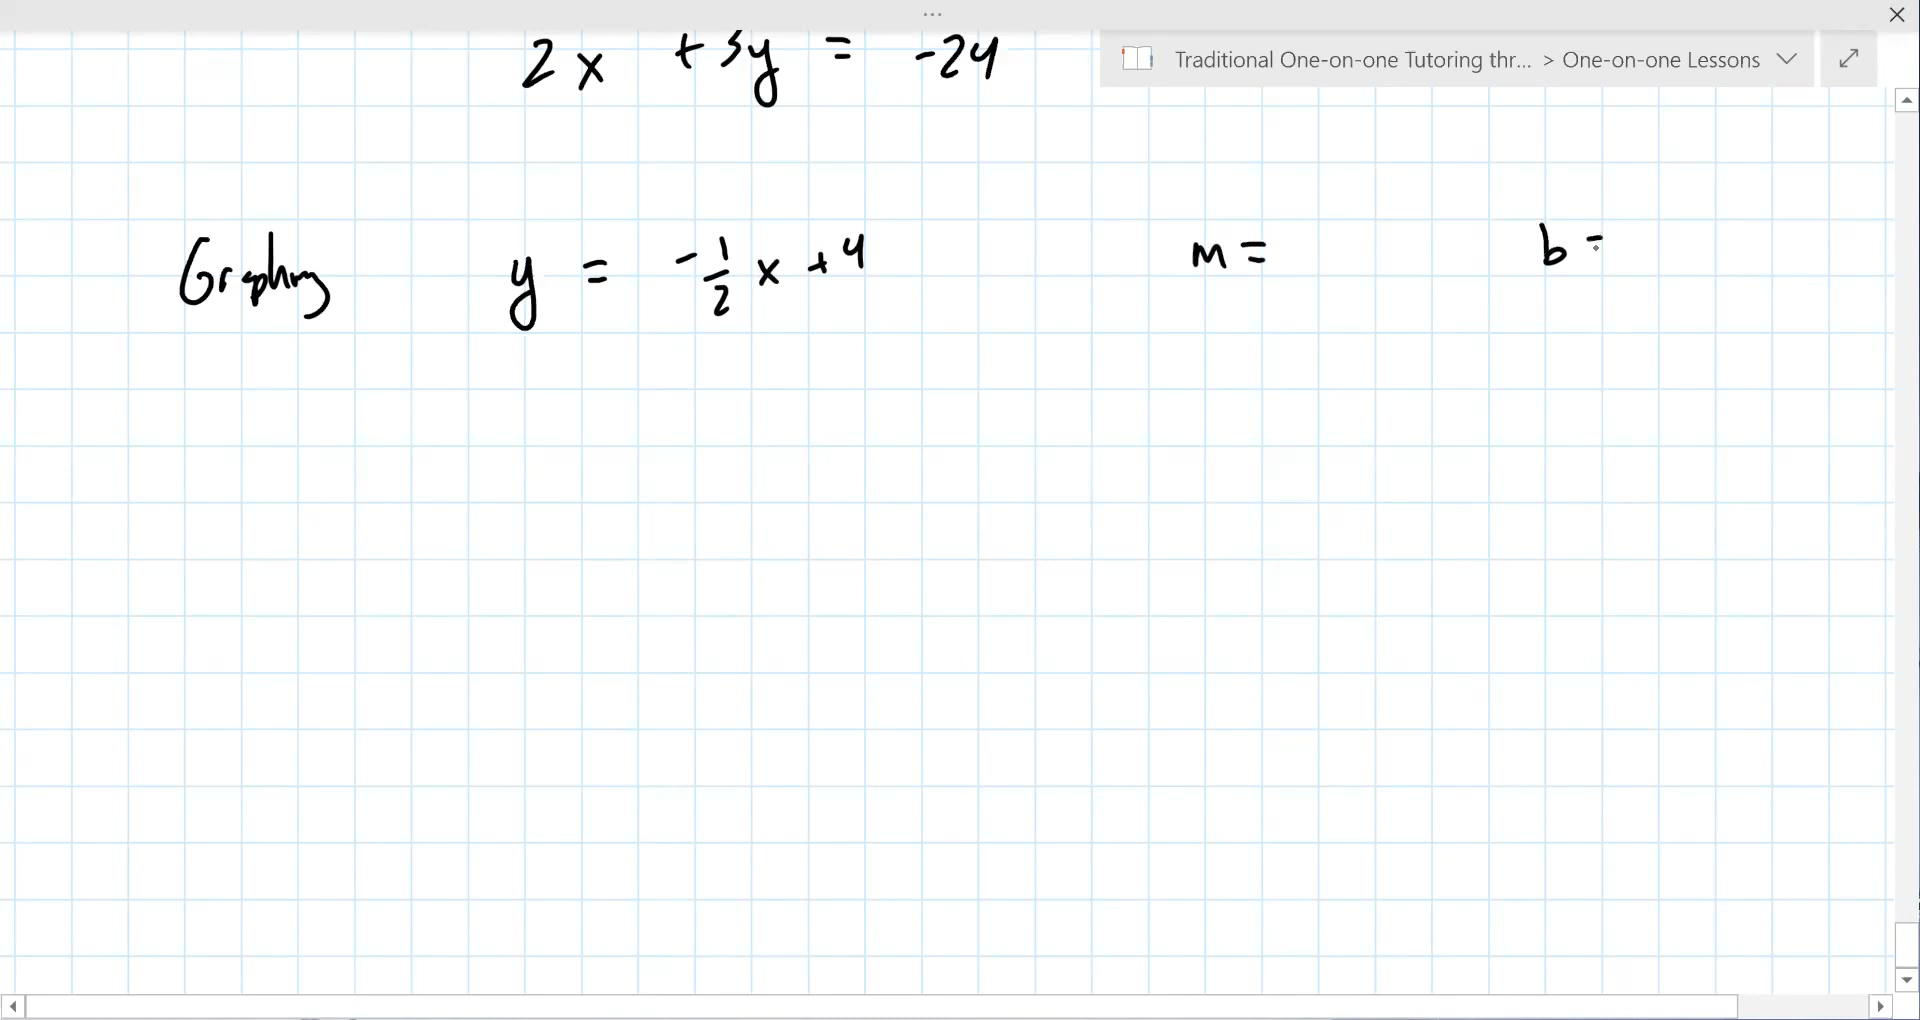 ...
2x + 3y = -24
Traditional One-on-one Tutoring thr... > One-on-one Lessons
Graphing y = -1/2 x + 4 m = b =